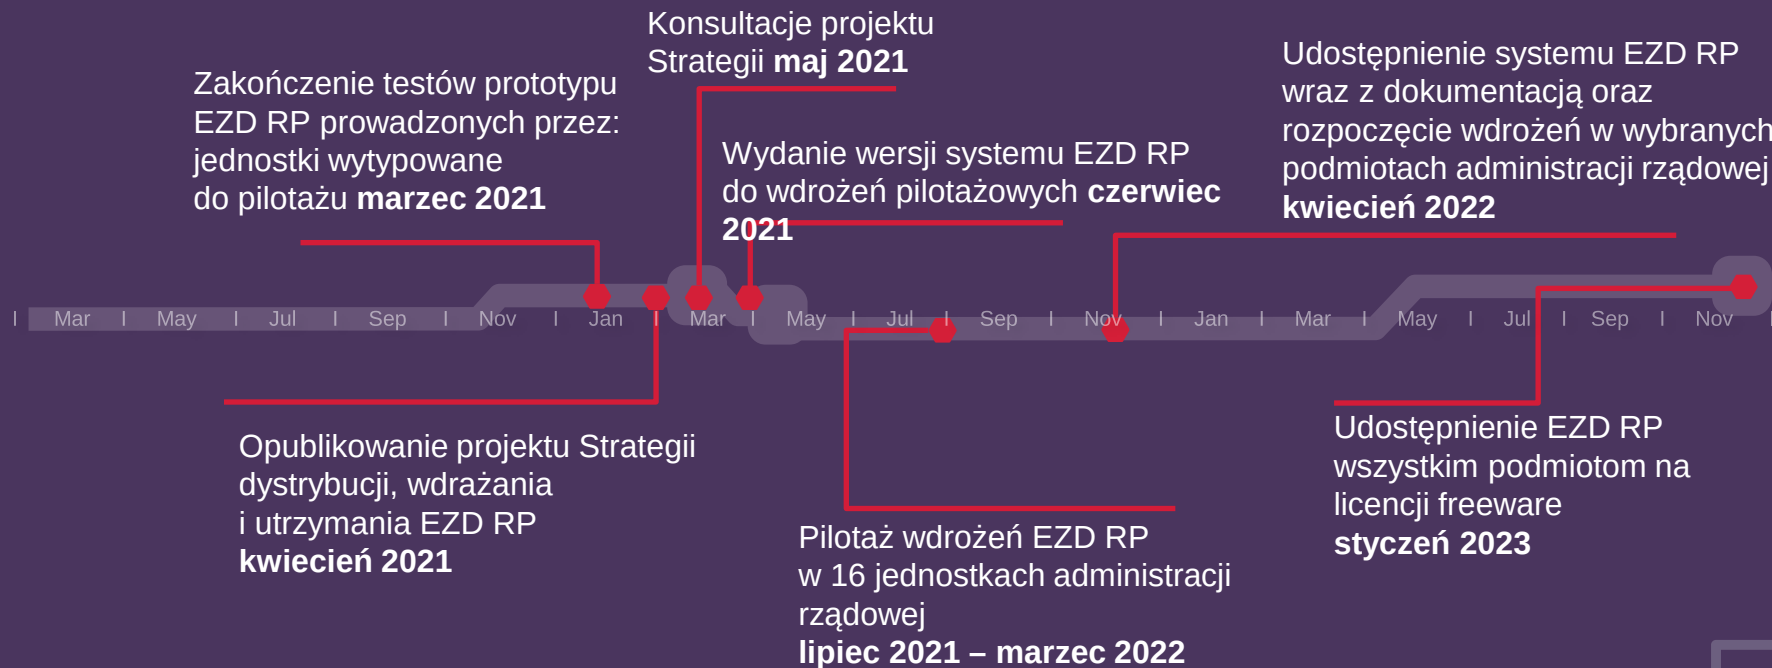 Konsultacje projektu
Strategii maj 2021
Zakończenie testów prototypu
EZD RP prowadzonych przez:
jednostki wytypowane
do pilotażu marzec 2021
Wydanie wersji systemu EZD RP
do wdrożeń pilotażowych czerwiec
2021
Udostępnienie systemu EZD RP
wraz z dokumentacją oraz
rozpoczęcie wdrożeń w wybranych
podmiotach administracji rządowej
kwiecień 2022
I Mar I May I Jul I Sep I Nov I Jan I Mar I May I Jul I Sep I Nov I Jan I Mar I May I Jul I Sep I Nov I
Opublikowanie projektu Strategii
dystrybucji, wdrażania
i utrzymania EZD RP
kwiecień 2021
Pilotaż wdrożeń EZD RP
w 16 jednostkach administracji
rządowej
lipiec 2021 – marzec 2022
Udostępnienie EZD RP
wszystkim podmiotom na
licencji freeware
styczeń 2023